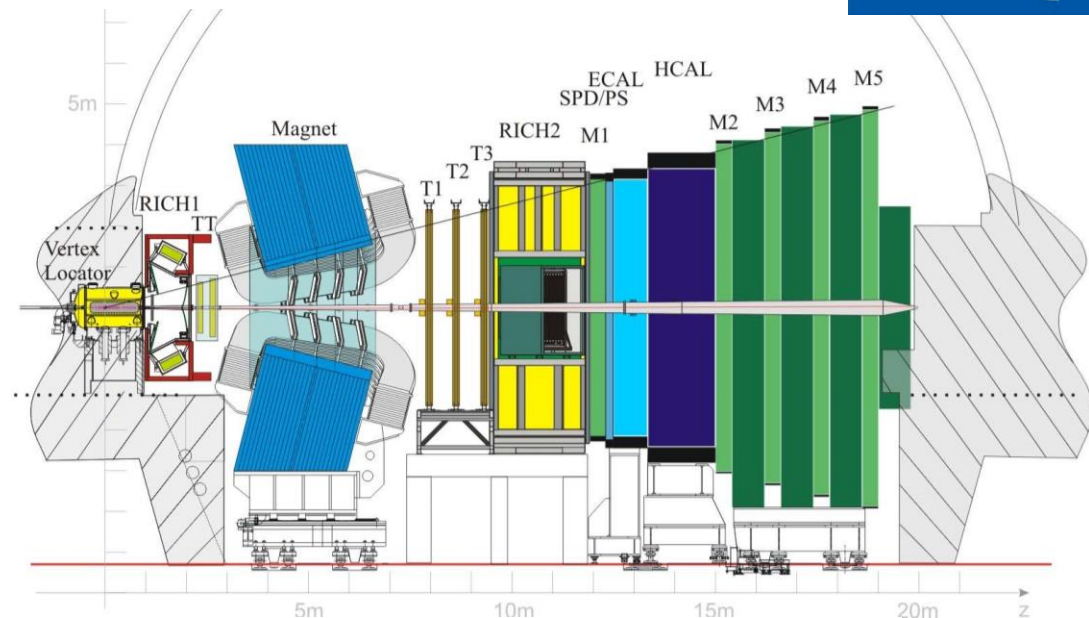 HCAL
ECAL
SPD/PS
M5
M4
M3
M2
M1
5m
Magnet
RICH2
T3
T2
T1
RICH1
TT
Vertex
Locator
5m
10m
15m
20m
z